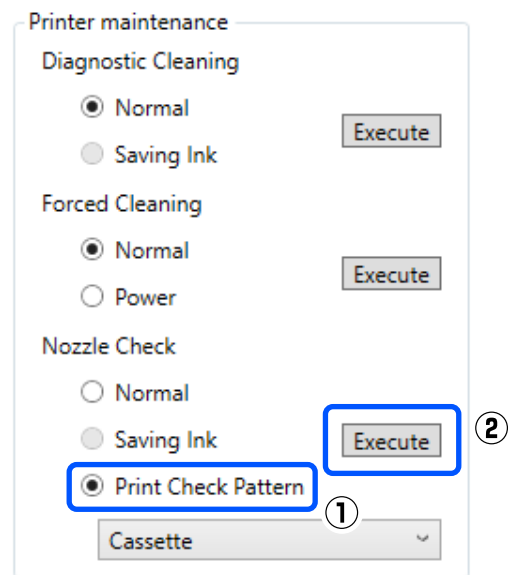 Printer maintenance
Diagnostic Cleaning
Normal
Execute
Saving Ink
Forced Cleaning
Normal
Execute
Power
Nozzle Check
Normal
Saving Ink
Execute
②
Print Check Pattern
①
Cassette